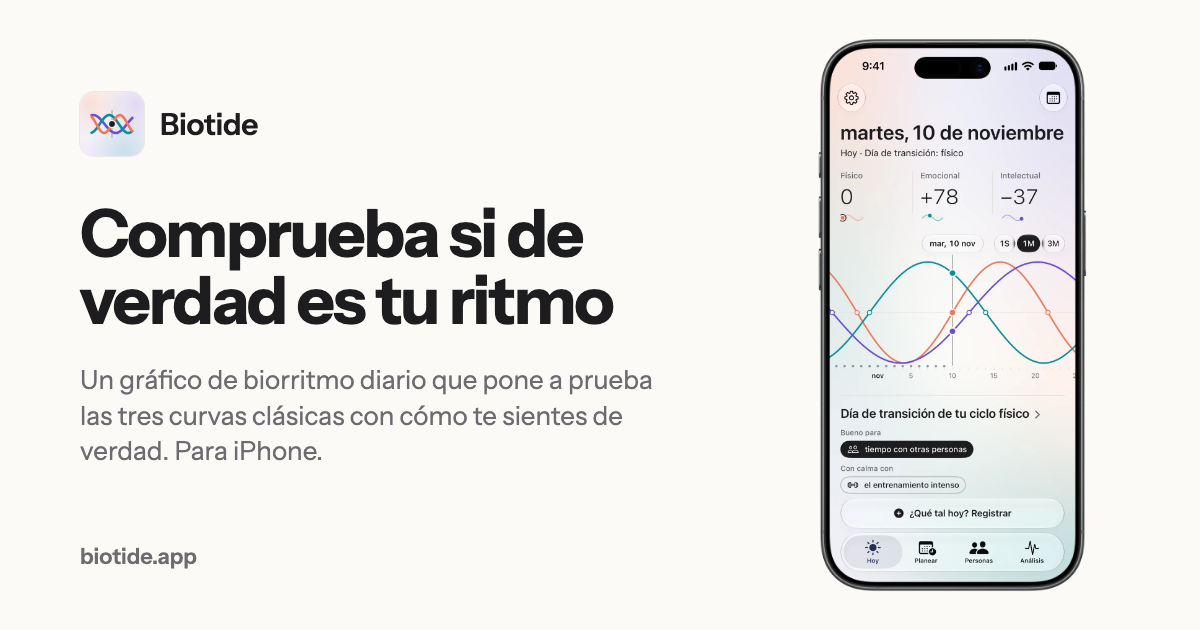 Biotide
Comprueba si de
verdad es tu ritmo
Un gráfico de biorritmo diario que pone a prueba
las tres curvas clásicas con cómo te sientes de
verdad. Para iPhone.
biotide.app
9:41
martes, 10 de noviembre
Hoy · Día de transición: físico
Físico Emocional Intelectual
0 +78 −37
mar, 10 nov 1S 1M 3M
nov 5 10 15 20
Día de transición de tu ciclo físico
Bueno para
tiempo con otras personas
Con calma con
el entrenamiento intenso
¿Qué tal hoy? Registrar
Hoy Planear Personas Análisis